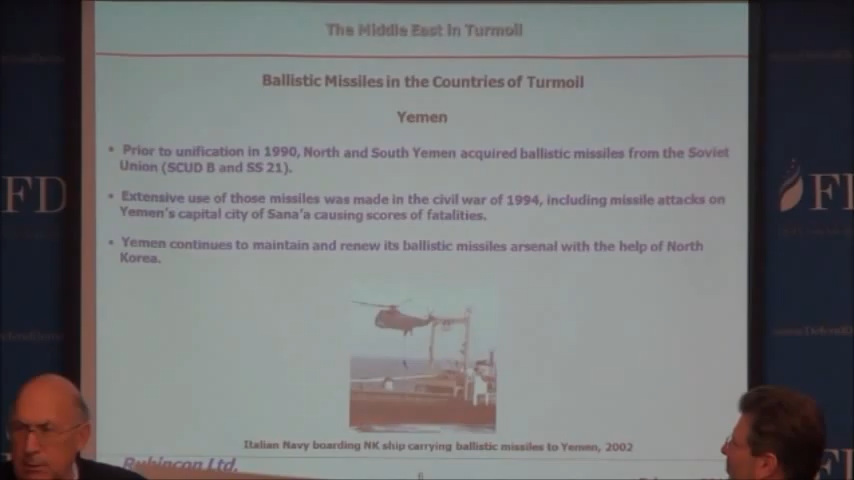 The Middle East in Turmoil
Ballistic Missiles in the Countries of Turmoil
Yemen
• Prior to unification in 1990, North and South Yemen acquired ballistic missiles from the Soviet
Union (SCUD B and SS 21).
• Extensive use of those missiles was made in the civil war of 1994, including missile attacks on
Yemen's capital city of Sana'a causing scores of fatalities.
• Yemen continues to maintain and renew its ballistic missiles arsenal with the help of North
Korea.
Italian Navy boarding NK ship carrying ballistic missiles to Yemen, 2002
Rubincon Ltd.
6
FD
FD